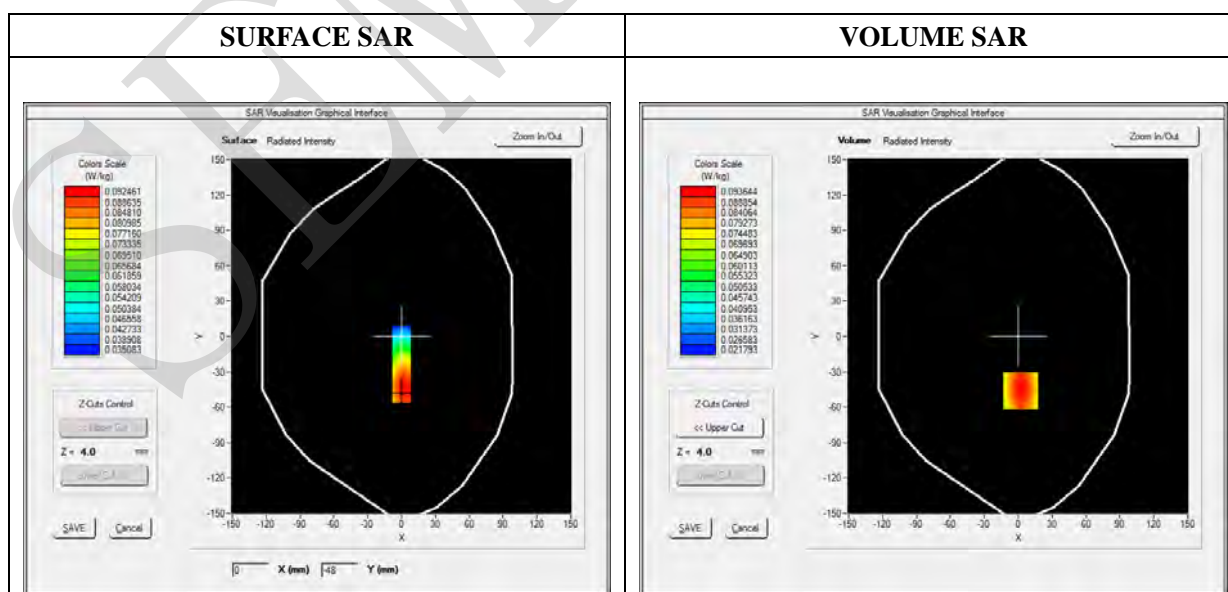 SURFACE SAR
SAR Visualisation Graphical Interface
Surface Radiated Intensity
Zoom In/Out
Colors Scale
(W/kg)
0.092461
0.088635
0.084810
0.080985
0.077160
0.073335
0.069510
0.065684
0.061859
0.058034
0.054209
0.050384
0.046558
0.042733
0.038908
0.035083
150
120
90
60
30
0
-30
-60
-90
-120
-150
Y
-150 -120 -90 -60 -30 0 30 60 90 120 150
X
Z-Cuts Control
<< Upper Cut
Z = 4.0 mm
SAVE Cancel
0 X (mm) -48 Y (mm)
VOLUME SAR
SAR Visualisation Graphical Interface
Volume Radiated Intensity
Zoom In/Out
Colors Scale
(W/kg)
0.093644
0.088854
0.084064
0.079273
0.074483
0.069693
0.064903
0.060113
0.055323
0.050533
0.045743
0.040953
0.036163
0.031373
0.026583
0.021793
150
120
90
60
30
0
-30
-60
-90
-120
-150
Y
-150 -120 -90 -60 -30 0 30 60 90 120 150
X
Z-Cuts Control
<< Upper Cut
Z = 4.0 mm
SAVE Cancel